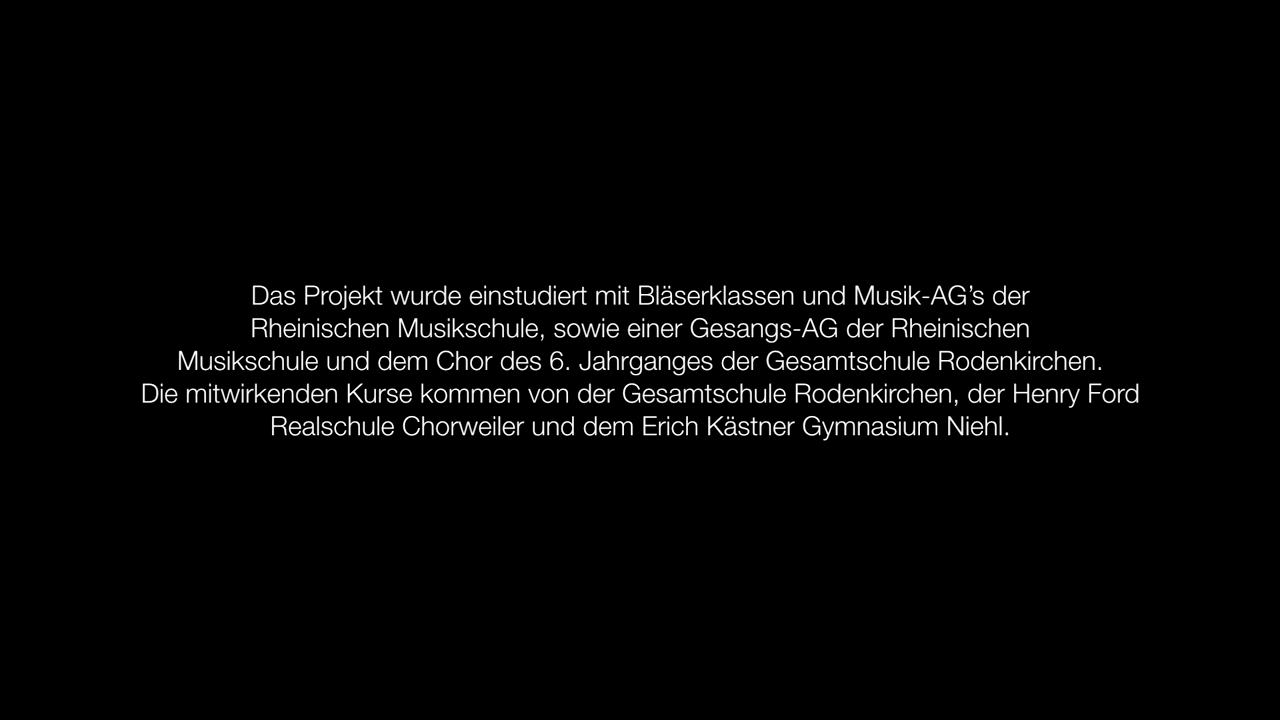 Das Projekt wurde einstudiert mit Bläserklassen und Musik-AG’s der
Rheinischen Musikschule, sowie einer Gesangs-AG der Rheinischen
Musikschule und dem Chor des 6. Jahrganges der Gesamtschule Rodenkirchen.
Die mitwirkenden Kurse kommen von der Gesamtschule Rodenkirchen, der Henry Ford
Realschule Chorweiler und dem Erich Kästner Gymnasium Niehl.